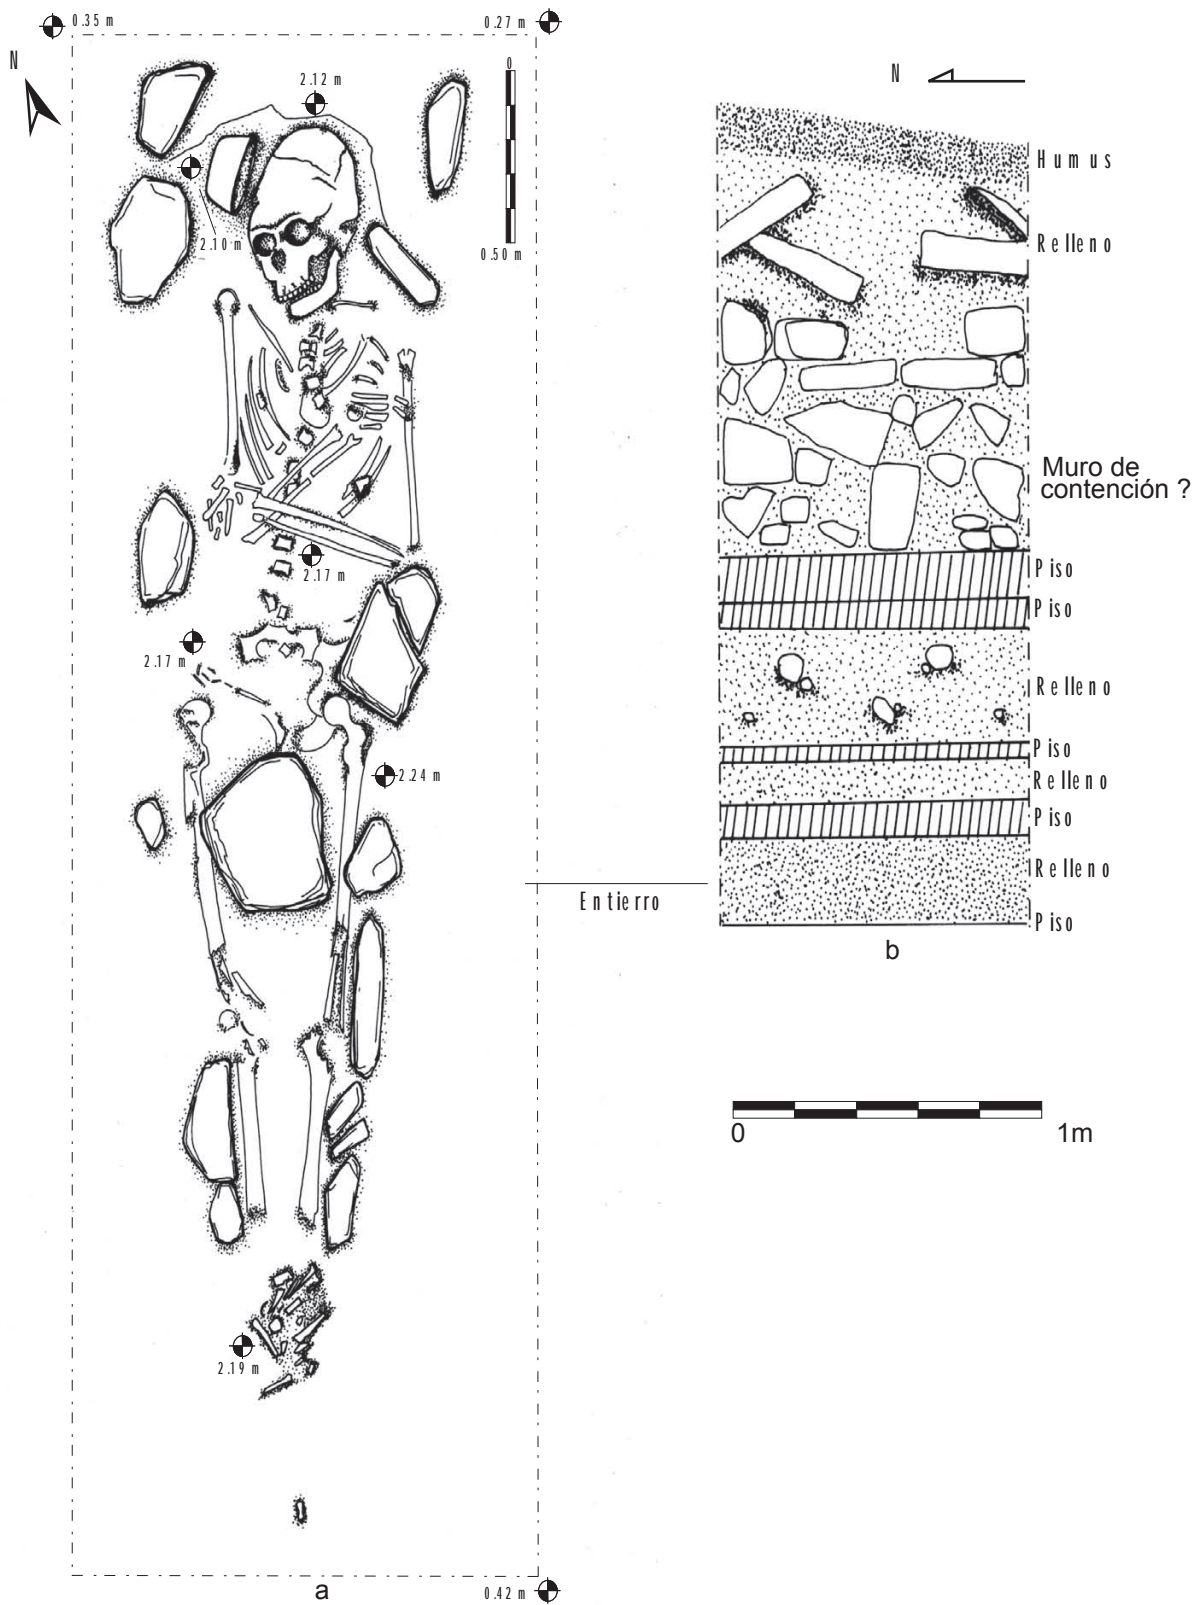 0.35 m
0.27 m
N
2.12 m
0
0.50 m
2.10 m
2.17 m
2.17 m
2.24 m
2.19 m
0.42 m
a
Entierro
N
Humus
Relleno
Muro de
contención ?
Piso
Piso
Relleno
Piso
Relleno
Piso
Relleno
Piso
b
0 1m